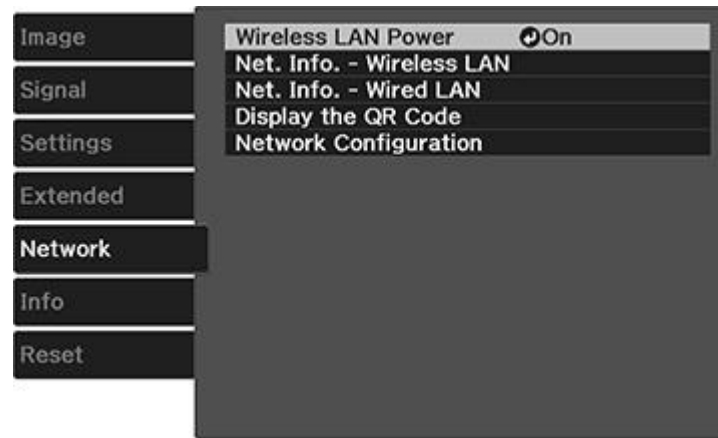 Image
Signal
Settings
Extended
Network
Info
Reset
Wireless LAN Power On
Net. Info. - Wireless LAN
Net. Info. - Wired LAN
Display the QR Code
Network Configuration